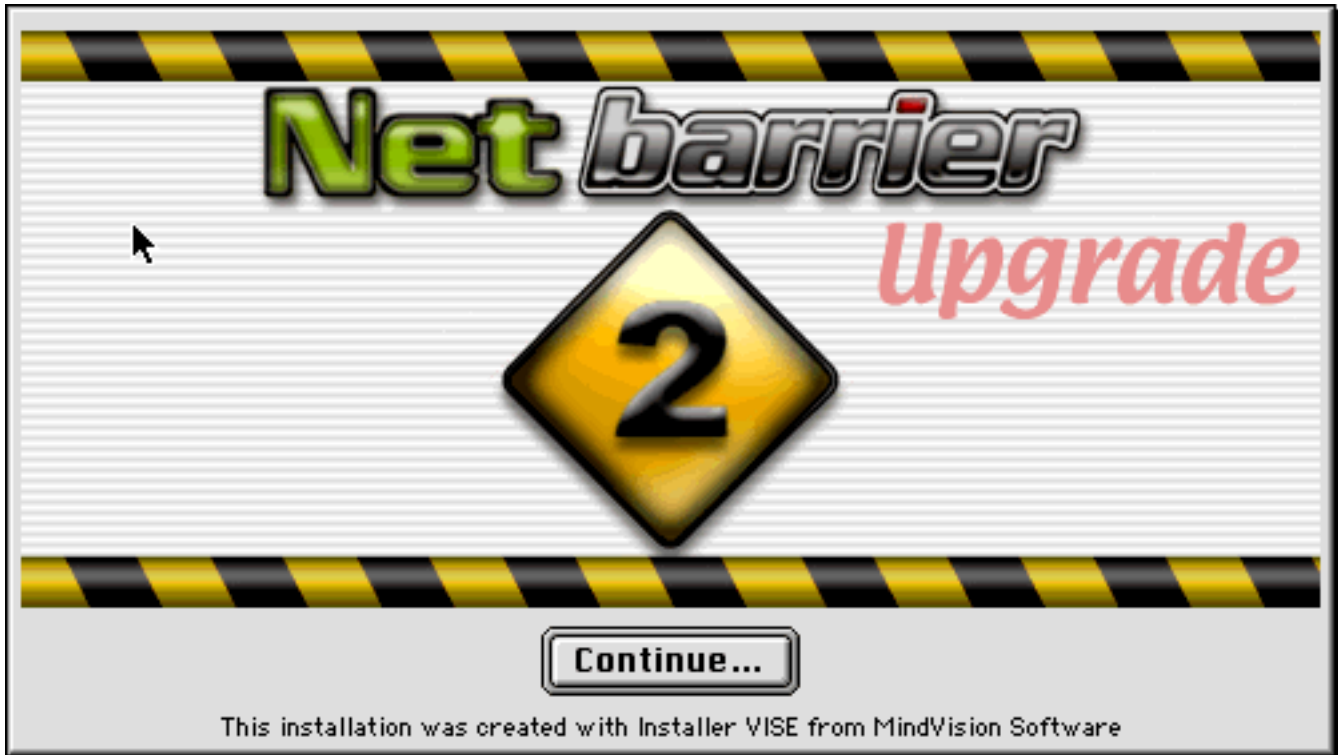 Net barrier
Upgrade
2
Continue...
This installation was created with Installer VISE from MindVision Software